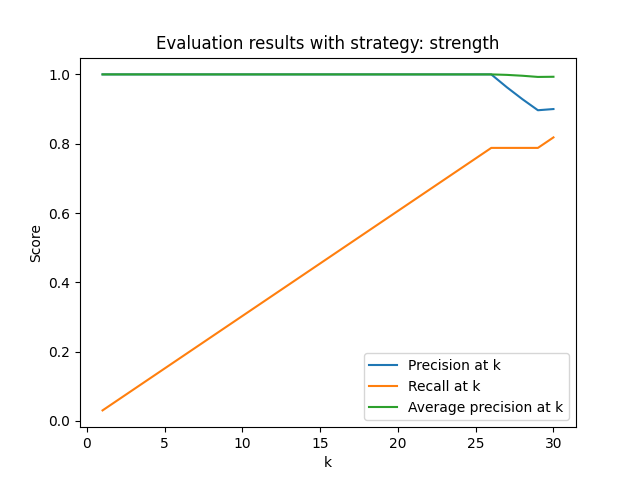 Evaluation results with strategy: strength
1.0
0.8
0.6
0.4
0.2
0.0
Score
0
5
10
15
20
25
30
k
Precision at k
Recall at k
Average precision at k